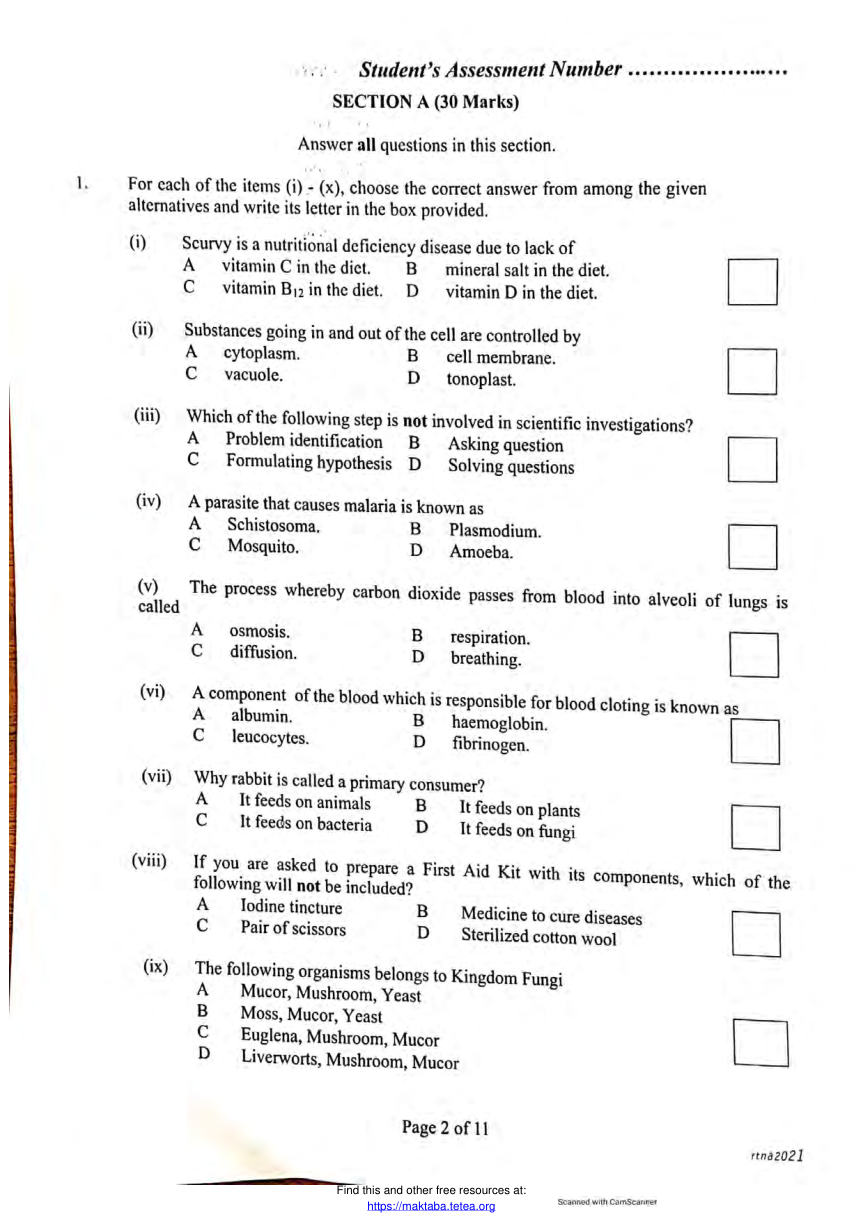 Student's Assessment Number .......................
SECTION A (30 Marks)
Answer all questions in this section.
1. For each of the items (i) - (x), choose the correct answer from among the given
alternatives and write its letter in the box provided.
(i) Scurvy is a nutritional deficiency disease due to lack of
A vitamin C in the diet. B mineral salt in the diet.
C vitamin B12 in the diet. D vitamin D in the diet.
(ii) Substances going in and out of the cell are controlled by
A cytoplasm. B cell membrane.
C vacuole. D tonoplast.
(iii) Which of the following step is not involved in scientific investigations?
A Problem identification B Asking question
C Formulating hypothesis D Solving questions
(iv) A parasite that causes malaria is known as
A Schistosoma. B Plasmodium.
C Mosquito. D Amoeba.
(v) The process whereby carbon dioxide passes from blood into alveoli of lungs is
called
A osmosis. B respiration.
C diffusion. D breathing.
(vi) A component of the blood which is responsible for blood cloting is known as
A albumin. B haemoglobin.
C leucocytes. D fibrinogen.
(vii) Why rabbit is called a primary consumer?
A It feeds on animals B It feeds on plants
C It feeds on bacteria D It feeds on fungi
(viii) If you are asked to prepare a First Aid Kit with its components, which of the
following will not be included?
A Iodine tincture B Medicine to cure diseases
C Pair of scissors D Sterilized cotton wool
(ix) The following organisms belongs to Kingdom Fungi
A Mucor, Mushroom, Yeast
B Moss, Mucor, Yeast
C Euglena, Mushroom, Mucor
D Liverworts, Mushroom, Mucor
Page 2 of 11
rtna2021
Find this and other free resources at:
https://maktaba.tetea.org
Scanned with CamScanner